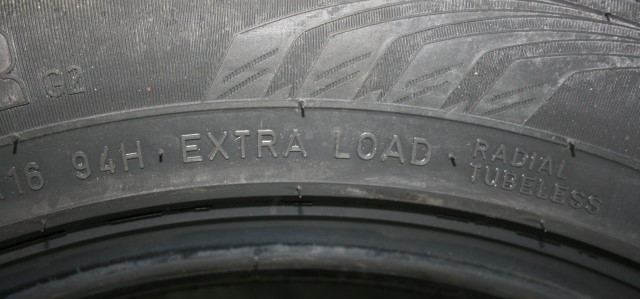 G2
16 94H · EXTRA LOAD · RADIAL
TUBELESS